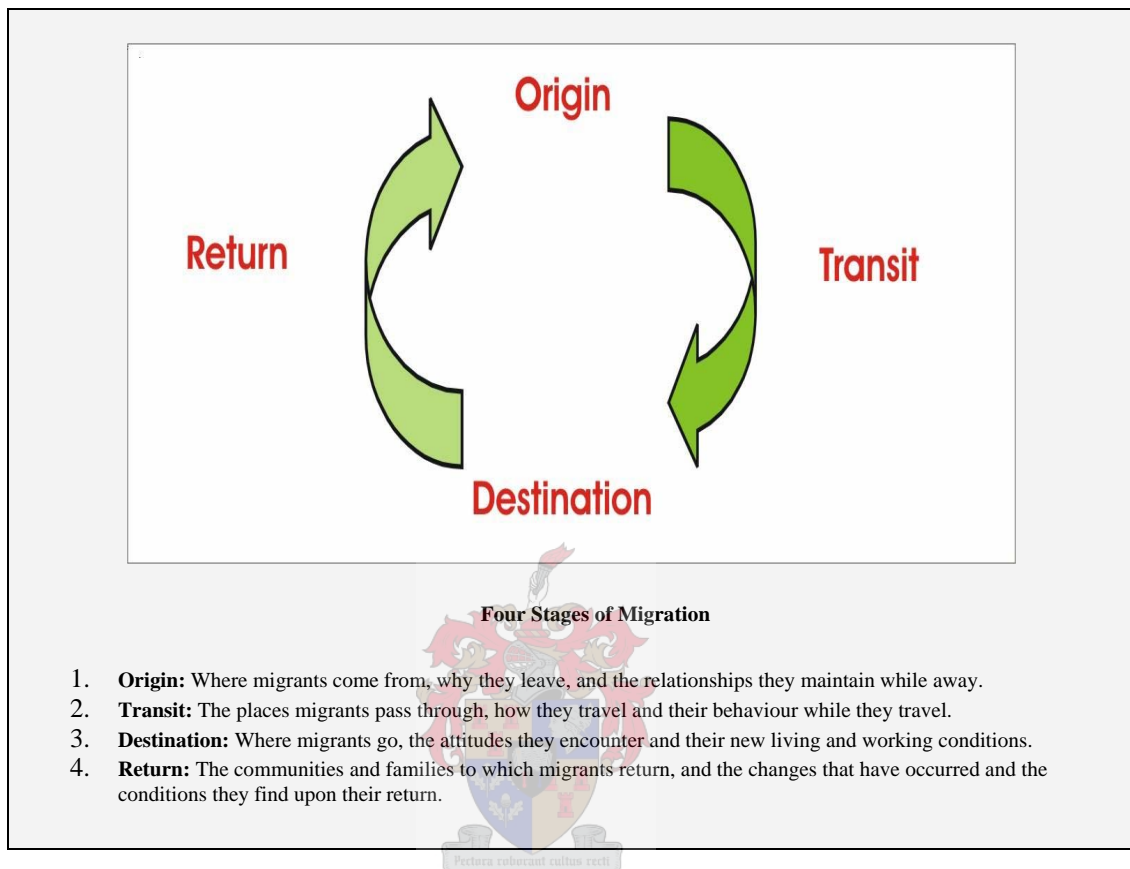 Origin
Return
Transit
Destination
Four Stages of Migration
1. Origin: Where migrants come from, why they leave, and the relationships they maintain while away.
2. Transit: The places migrants pass through, how they travel and their behaviour while they travel.
3. Destination: Where migrants go, the attitudes they encounter and their new living and working conditions.
4. Return: The communities and families to which migrants return, and the changes that have occurred and the
conditions they find upon their return.
Pectora roborant cultus recti